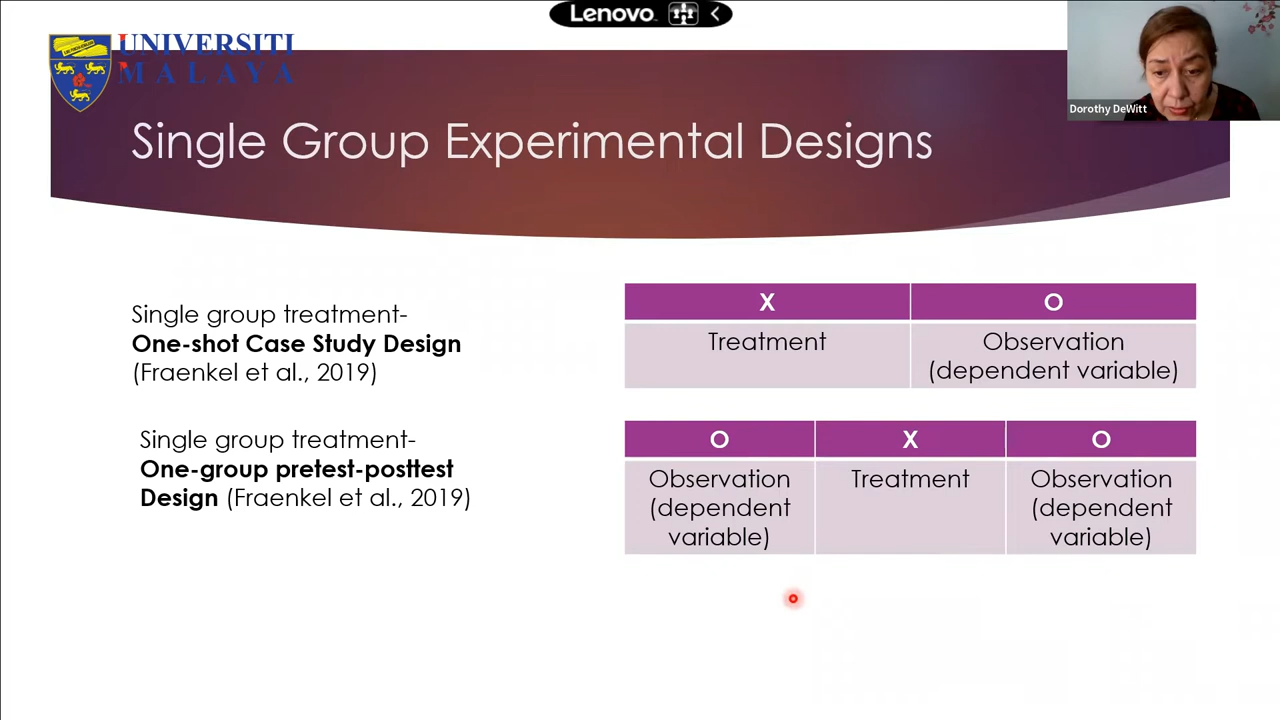 Lenovo
UNIVERSITI
MALAYA
Dorothy DeWitt
Single Group Experimental Designs
Single group treatment-
One-shot Case Study Design
(Fraenkel et al., 2019)
X
O
Treatment
Observation
(dependent variable)
Single group treatment-
One-group pretest-posttest
Design (Fraenkel et al., 2019)
O
X
O
Observation
(dependent
variable)
Treatment
Observation
(dependent
variable)